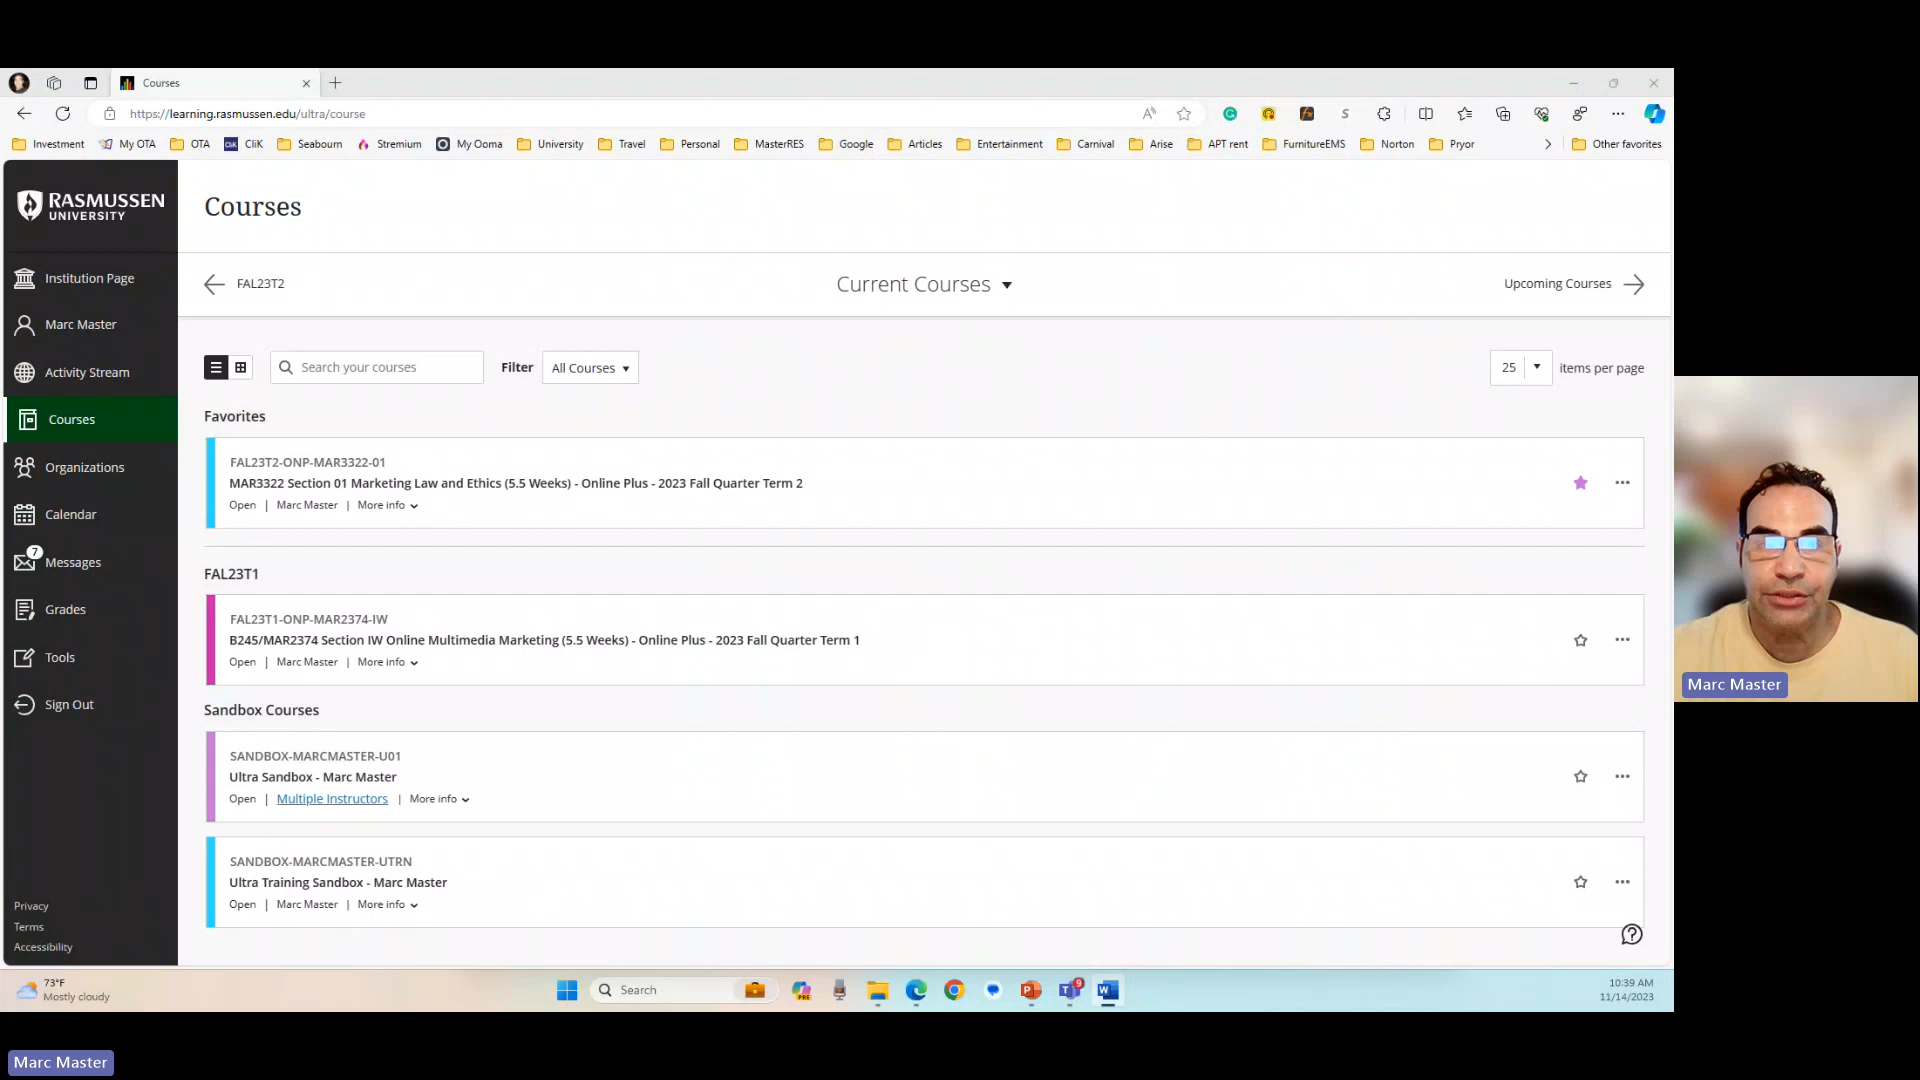 Courses
https://learning.rasmussen.edu/ultra/course
Investment My OTA OTA CliK Seabourn Stremium My Ooma University Travel Personal MasterRES Google Articles Entertainment Carnival Arise APT rent FurnitureEMS Norton Pryor Other favorites
RASMUSSEN
UNIVERSITY
Institution Page
Marc Master
Activity Stream
Courses
Organizations
Calendar
7
Messages
Grades
Tools
Sign Out
Privacy
Terms
Accessibility
Courses
FAL23T2 Current Courses Upcoming Courses
Search your courses Filter All Courses 25 items per page
Favorites
FAL23T2-ONP-MAR3322-01
MAR3322 Section 01 Marketing Law and Ethics (5.5 Weeks) - Online Plus - 2023 Fall Quarter Term 2
Open | Marc Master | More info
FAL23T1
FAL23T1-ONP-MAR2374-IW
B245/MAR2374 Section IW Online Multimedia Marketing (5.5 Weeks) - Online Plus - 2023 Fall Quarter Term 1
Open | Marc Master | More info
Sandbox Courses
SANDBOX-MARCMASTER-U01
Ultra Sandbox - Marc Master
Open | Multiple Instructors | More info
SANDBOX-MARCMASTER-UTRN
Ultra Training Sandbox - Marc Master
Open | Marc Master | More info
Marc Master
73°F
Mostly cloudy
Search
PRE
9
10:39 AM
11/14/2023
Marc Master